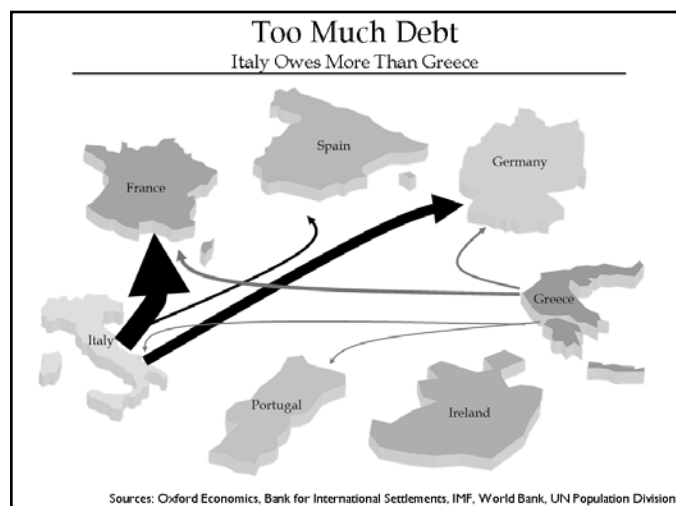 Too Much Debt
Italy Owes More Than Greece
Spain
Germany
France
Greece
Italy
Portugal
Ireland
Sources: Oxford Economics, Bank for International Settlements, IMF, World Bank, UN Population Division